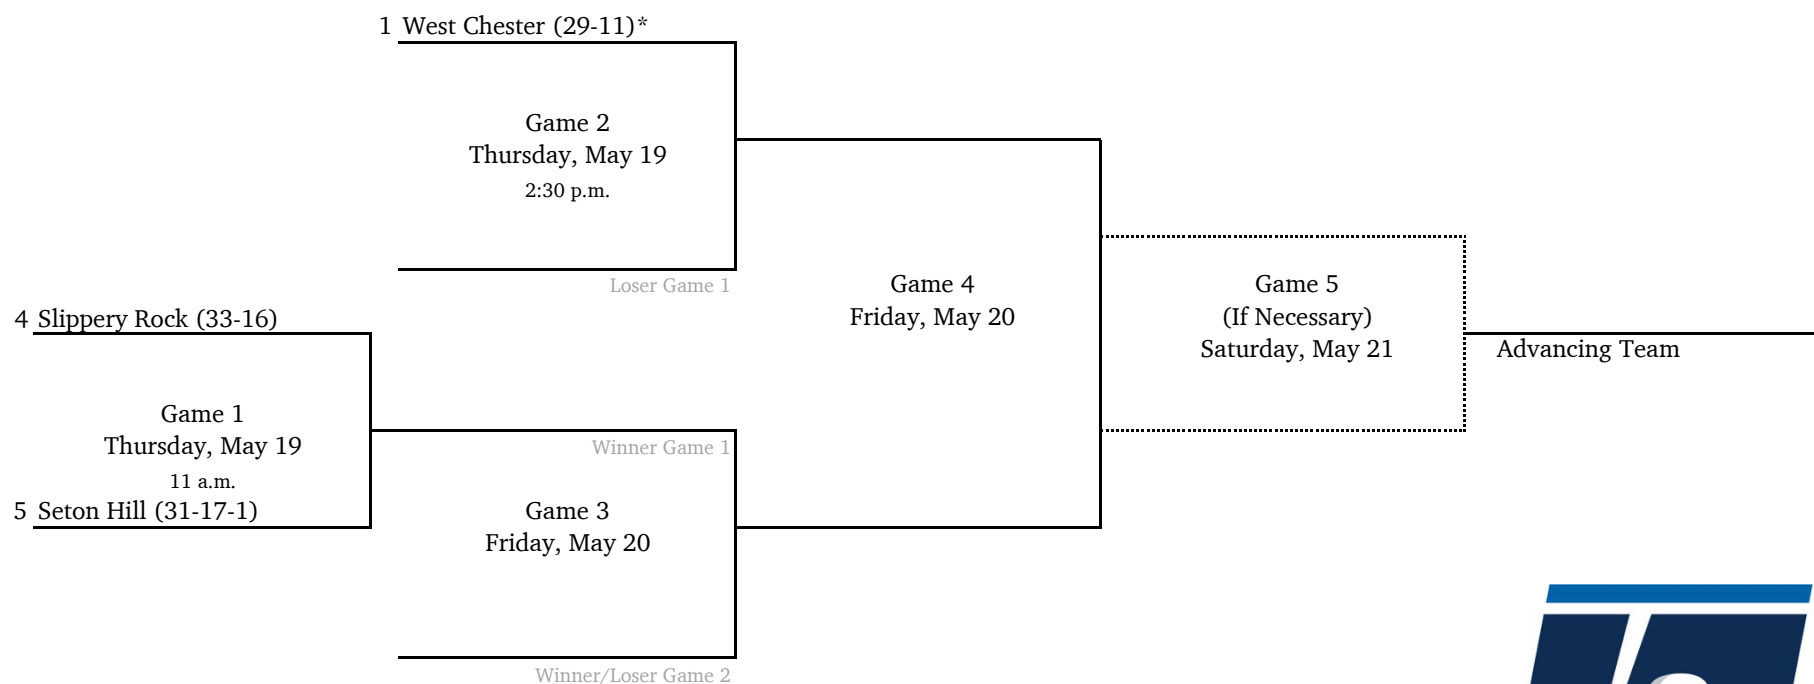 1 West Chester (29-11)*
Game 2
Thursday, May 19
2:30 p.m.
Loser Game 1
4 Slippery Rock (33-16)
Game 1
Thursday, May 19
11 a.m.
5 Seton Hill (31-17-1)
Winner Game 1
Game 3
Friday, May 20
Winner/Loser Game 2
Game 4
Friday, May 20
Game 5
(If Necessary)
Saturday, May 21
Advancing Team